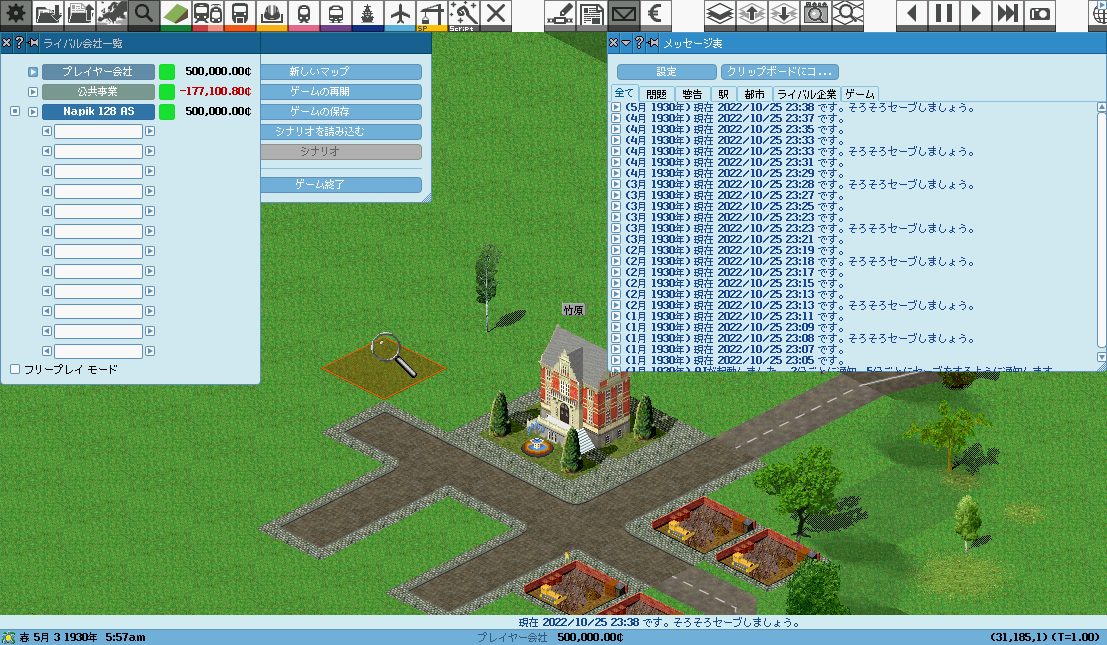 SP
Script
ライバル会社一覧
プレイヤー会社 500,000.00¢
公共事業 -177,100.80¢
Napik 128 AS 500,000.00¢
フリープレイ モード
新しいマップ
ゲームの再開
ゲームの保存
シナリオを読み込む
シナリオ
ゲーム終了
メッセージ表
設定 クリップボードにコ...
全て 問題 警告 駅 都市 ライバル企業 ゲーム
(5月 1930年) 現在 2022/10/25 23:38 です。そろそろセーブしましょう。
(4月 1930年) 現在 2022/10/25 23:37 です。
(4月 1930年) 現在 2022/10/25 23:35 です。
(4月 1930年) 現在 2022/10/25 23:33 です。
(4月 1930年) 現在 2022/10/25 23:33 です。そろそろセーブしましょう。
(4月 1930年) 現在 2022/10/25 23:31 です。
(4月 1930年) 現在 2022/10/25 23:29 です。
(3月 1930年) 現在 2022/10/25 23:28 です。そろそろセーブしましょう。
(3月 1930年) 現在 2022/10/25 23:27 です。
(3月 1930年) 現在 2022/10/25 23:25 です。
(3月 1930年) 現在 2022/10/25 23:23 です。
(3月 1930年) 現在 2022/10/25 23:23 です。そろそろセーブしましょう。
(3月 1930年) 現在 2022/10/25 23:21 です。
(2月 1930年) 現在 2022/10/25 23:19 です。
(2月 1930年) 現在 2022/10/25 23:18 です。そろそろセーブしましょう。
(2月 1930年) 現在 2022/10/25 23:17 です。
(2月 1930年) 現在 2022/10/25 23:15 です。
(2月 1930年) 現在 2022/10/25 23:13 です。
(2月 1930年) 現在 2022/10/25 23:13 です。そろそろセーブしましょう。
(1月 1930年) 現在 2022/10/25 23:11 です。
(1月 1930年) 現在 2022/10/25 23:09 です。
(1月 1930年) 現在 2022/10/25 23:08 です。そろそろセーブしましょう。
(1月 1930年) 現在 2022/10/25 23:07 です。
(1月 1930年) 現在 2022/10/25 23:05 です。
竹原
現在 2022/10/25 23:38 です。そろそろセーブしましょう。
春 5月 3 1930年 5:57am プレイヤー会社 500,000.00¢ (31,185,1) (T=1.00)